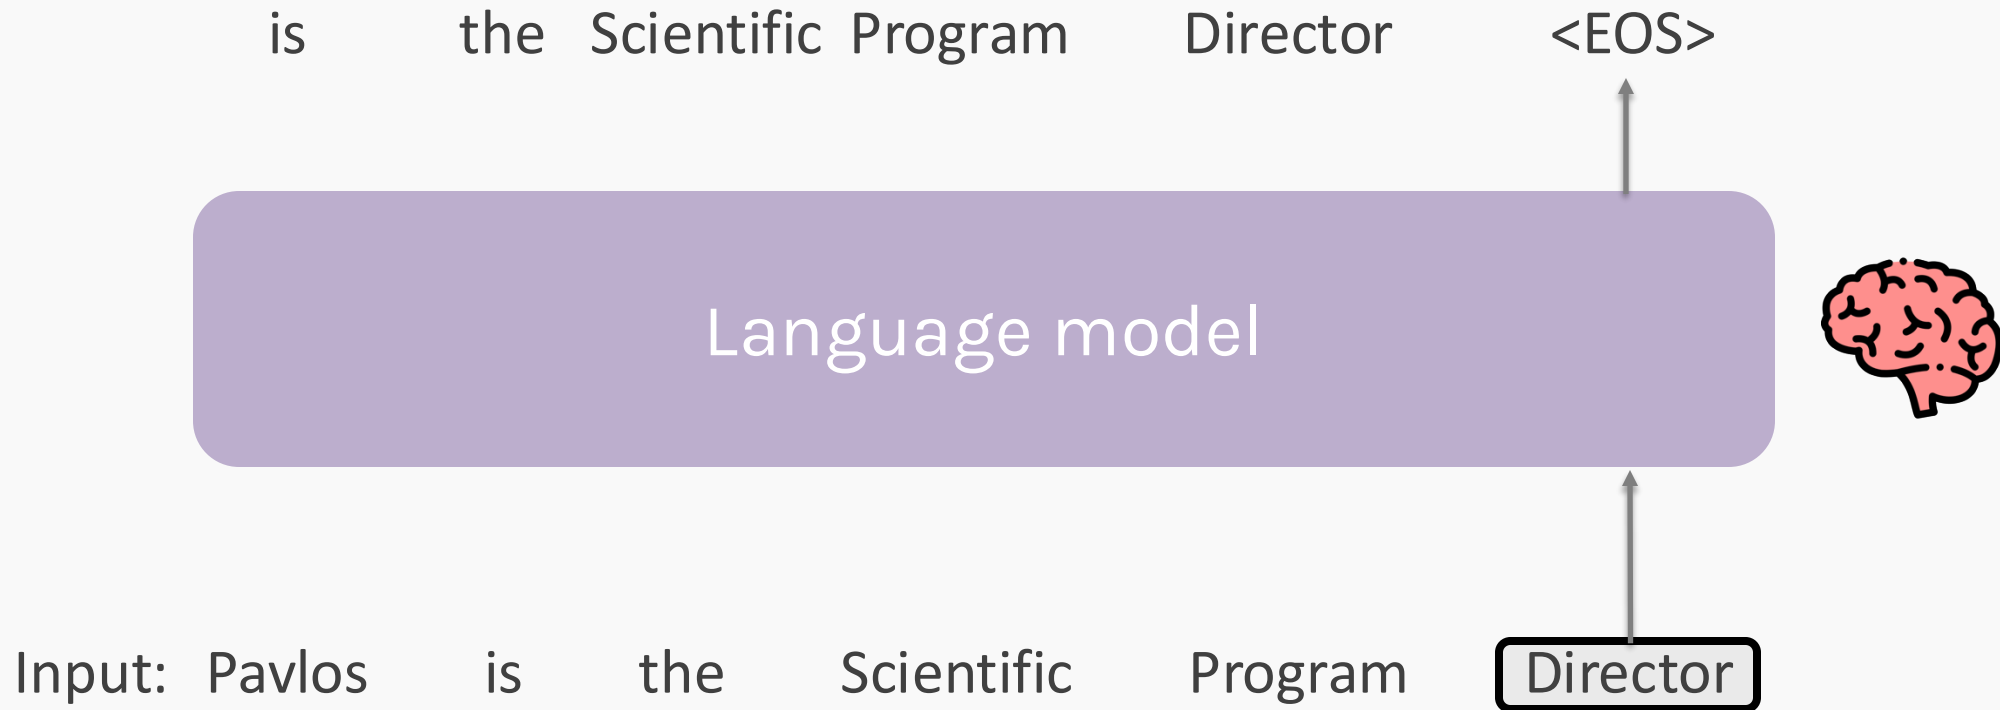 is the Scientific Program Director <EOS>
Language model
Input: Pavlos is the Scientific Program Director